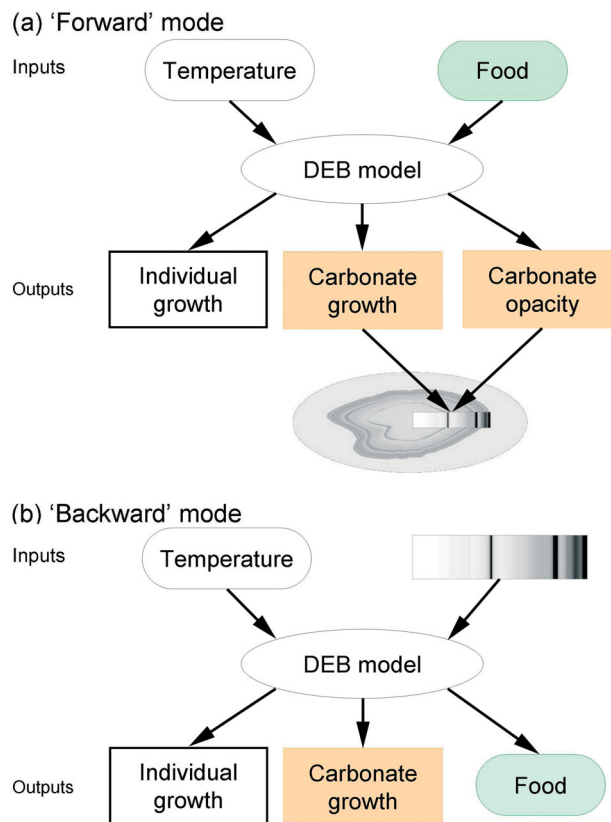 (a) ‘Forward’ mode
Inputs
Temperature
Food
DEB model
Outputs
Individual
growth
Carbonate
growth
Carbonate
opacity
(b) ‘Backward’ mode
Inputs
Temperature
DEB model
Outputs
Individual
growth
Carbonate
growth
Food